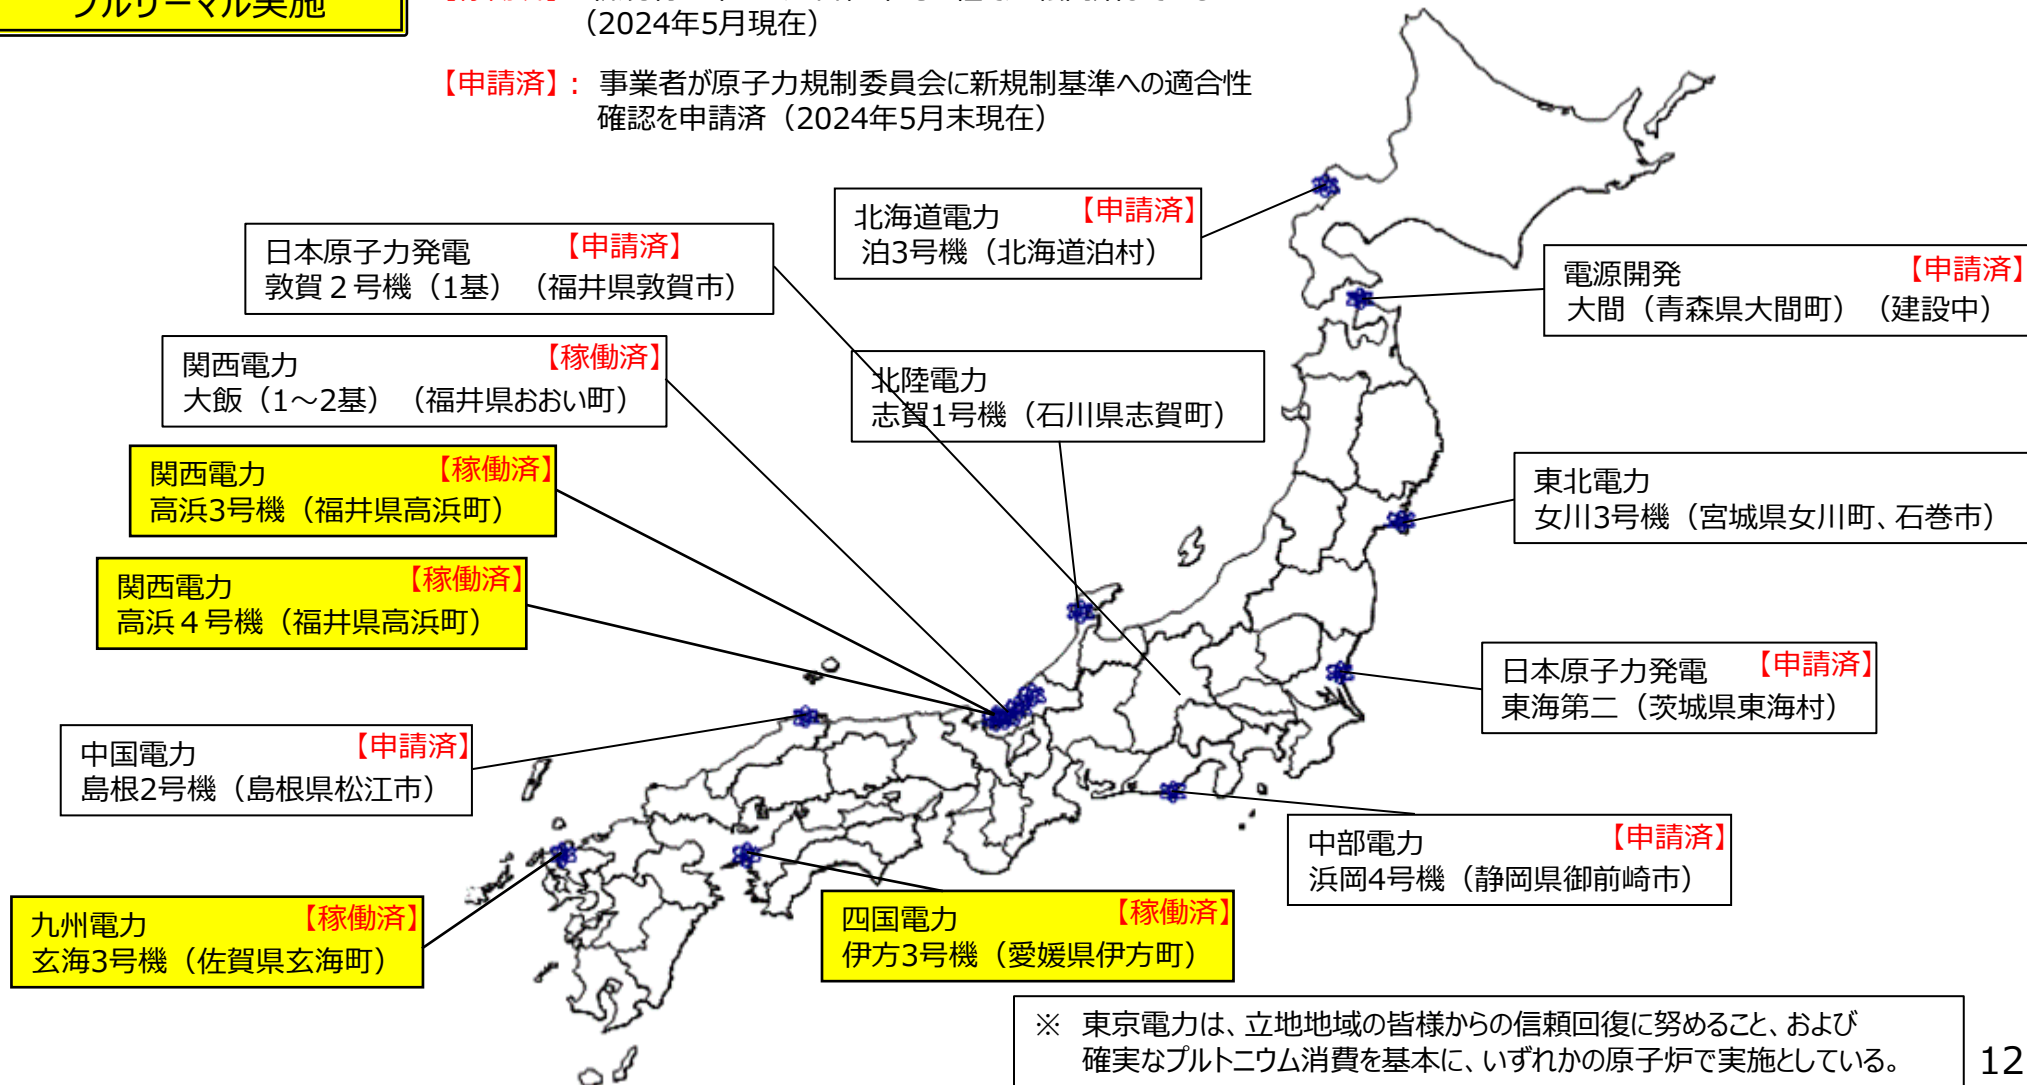 プルサーマル実施
（2024年5月現在）
【申請済】： 事業者が原子力規制委員会に新規制基準への適合性
確認を申請済（2024年5月末現在）
北海道電力 【申請済】
泊3号機（北海道泊村）
日本原子力発電 【申請済】
敦賀２号機（1基）（福井県敦賀市）
電源開発 【申請済】
大間（青森県大間町）（建設中）
関西電力 【稼働済】
大飯（1～2基）（福井県おおい町）
北陸電力
志賀1号機（石川県志賀町）
関西電力 【稼働済】
高浜3号機（福井県高浜町）
東北電力
女川3号機（宮城県女川町、石巻市）
関西電力 【稼働済】
高浜４号機（福井県高浜町）
日本原子力発電 【申請済】
東海第二（茨城県東海村）
中国電力 【申請済】
島根2号機（島根県松江市）
中部電力 【申請済】
浜岡4号機（静岡県御前崎市）
九州電力 【稼働済】
玄海3号機（佐賀県玄海町）
四国電力 【稼働済】
伊方3号機（愛媛県伊方町）
※ 東京電力は、立地地域の皆様からの信頼回復に努めること、および
確実なプルトニウム消費を基本に、いずれかの原子炉で実施としている。
12